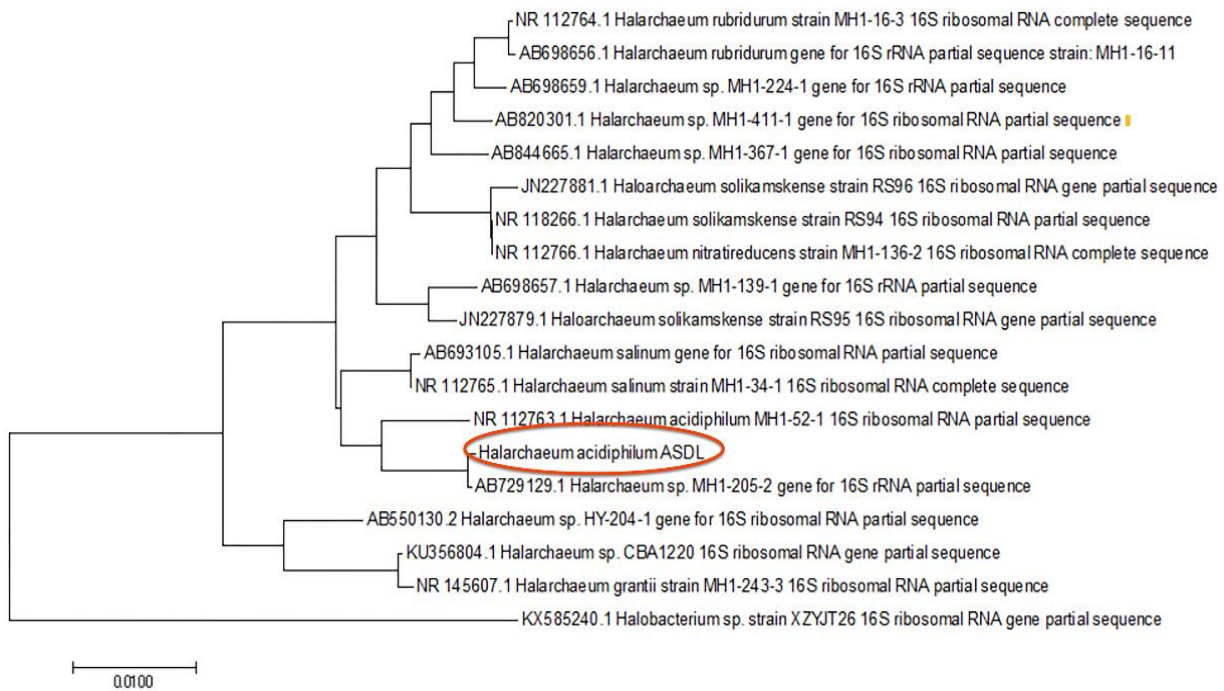 NR 112764.1 Halarchaeum rubridurum strain MH1-16-3 16S ribosomal RNA complete sequence
AB698656.1 Halarchaeum rubridurum gene for 16S rRNA partial sequence strain: MH1-16-11
AB698659.1 Halarchaeum sp. MH1-224-1 gene for 16S rRNA partial sequence
AB820301.1 Halarchaeum sp. MH1-411-1 gene for 16S ribosomal RNA partial sequence
AB844665.1 Halarchaeum sp. MH1-367-1 gene for 16S ribosomal RNA partial sequence
JN227881.1 Haloarchaeum solikamskense strain RS96 16S ribosomal RNA gene partial sequence
NR 118266.1 Halarchaeum solikamskense strain RS94 16S ribosomal RNA partial sequence
NR 112766.1 Halarchaeum nitratireducens strain MH1-136-2 16S ribosomal RNA complete sequence
AB698657.1 Halarchaeum sp. MH1-139-1 gene for 16S rRNA partial sequence
JN227879.1 Haloarchaeum solikamskense strain RS95 16S ribosomal RNA gene partial sequence
AB693105.1 Halarchaeum salinum gene for 16S ribosomal RNA partial sequence
NR 112765.1 Halarchaeum salinum strain MH1-34-1 16S ribosomal RNA complete sequence
NR 112763.1 Halarchaeum acidiphilum MH1-52-1 16S ribosomal RNA partial sequence
Halarchaeum acidiphilum ASDL
AB729129.1 Halarchaeum sp. MH1-205-2 gene for 16S rRNA partial sequence
AB550130.2 Halarchaeum sp. HY-204-1 gene for 16S ribosomal RNA partial sequence
KU356804.1 Halarchaeum sp. CBA1220 16S ribosomal RNA gene partial sequence
NR 145607.1 Halarchaeum grantii strain MH1-243-3 16S ribosomal RNA partial sequence
KX585240.1 Halobacterium sp. strain XZYJT26 16S ribosomal RNA gene partial sequence
0.0100